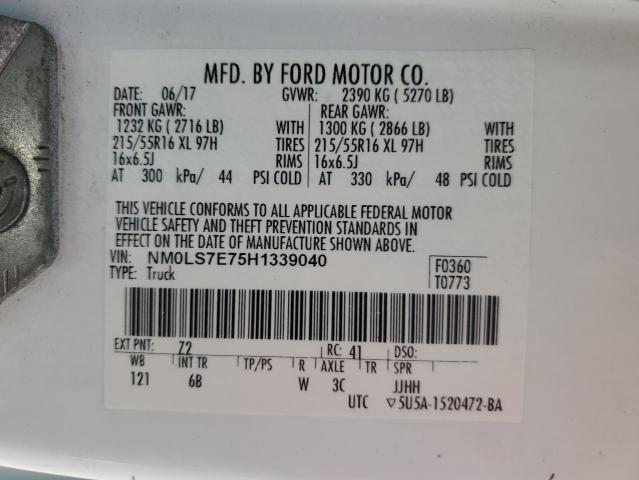 MFD. BY FORD MOTOR CO.
DATE: 06/17 GVWR: 2390 KG ( 5270 LB)
FRONT GAWR: REAR GAWR:
1232 KG ( 2716 LB) WITH 1300 KG ( 2866 LB) WITH
215/55R16 XL 97H TIRES 215/55R16 XL 97H TIRES
16x6.5J RIMS 16x6.5J RIMS
AT 300 kPa/ 44 PSI COLD AT 330 kPa/ 48 PSI COLD
THIS VEHICLE CONFORMS TO ALL APPLICABLE FEDERAL MOTOR
VEHICLE SAFETY AND THEFT PREVENTION STANDARDS IN
EFFECT ON THE DATE OF MANUFACTURE SHOWN ABOVE.
VIN: NM0LS7E75H1339040 F0360
TYPE: Truck T0773
EXT PNT: Z2 RC: 41 DSO:
WB INT TR TP/PS R AXLE TR SPR
121 6B W 3C JJHH
UTC ▽5U5A-1520472-BA